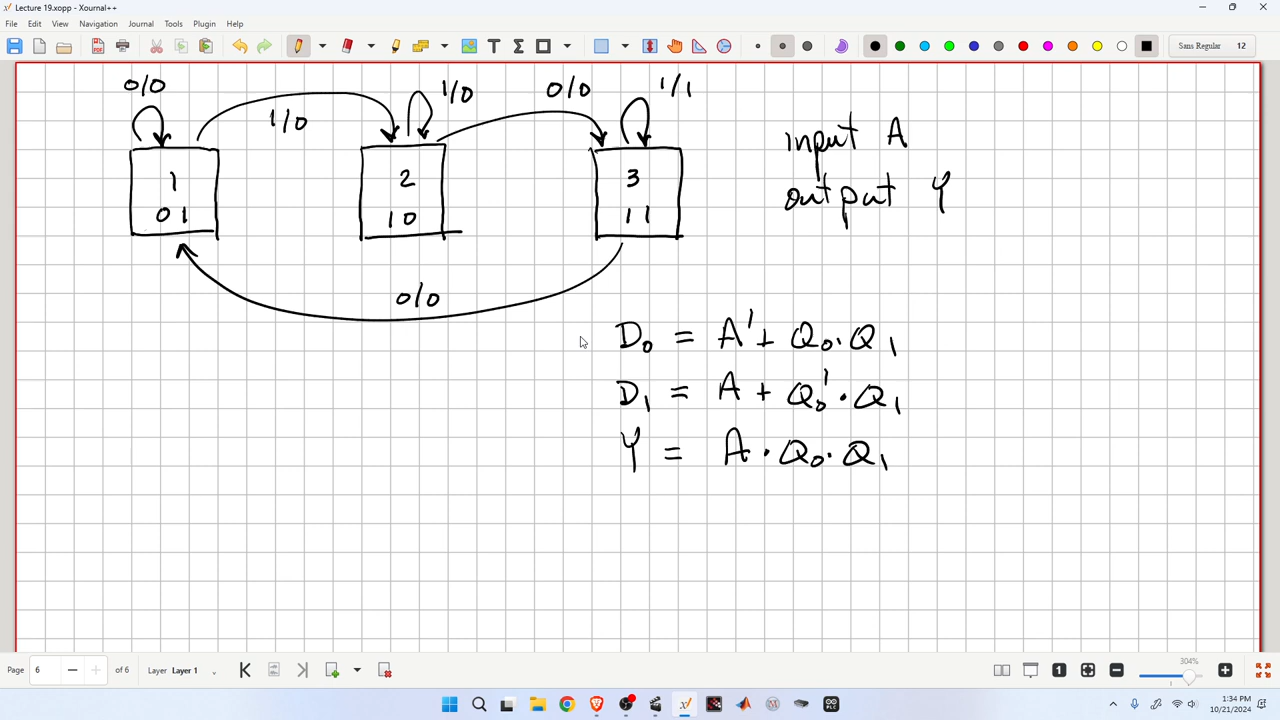 Lecture 19.xopp - Xournal++
File Edit View Navigation Journal Tools Plugin Help
Sans Regular 12
0/0 1/0 1/0 0/0 1/1
1 2 3
01 10 11
input A
output Y
0/0
D₀ = A' + Q₀·Q₁
D₁ = A + Q₀'·Q₁
Y = A·Q₀·Q₁
Page 6 of 6 Layer Layer 1 1 304%
1:34 PM
10/21/2024